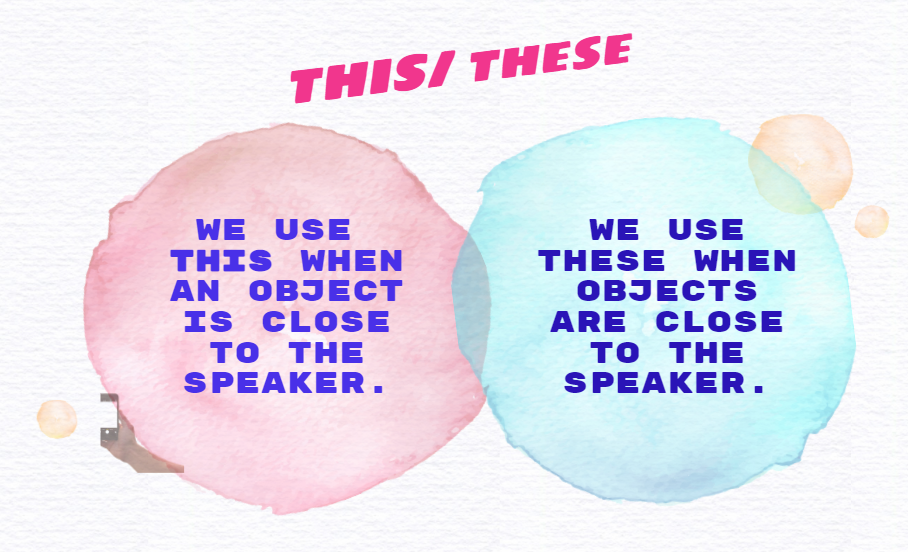 THIS/ THESE
WE USE
THIS WHEN
AN OBJECT
IS CLOSE
TO THE
SPEAKER.
WE USE
THESE WHEN
OBJECTS
ARE CLOSE
TO THE
SPEAKER.